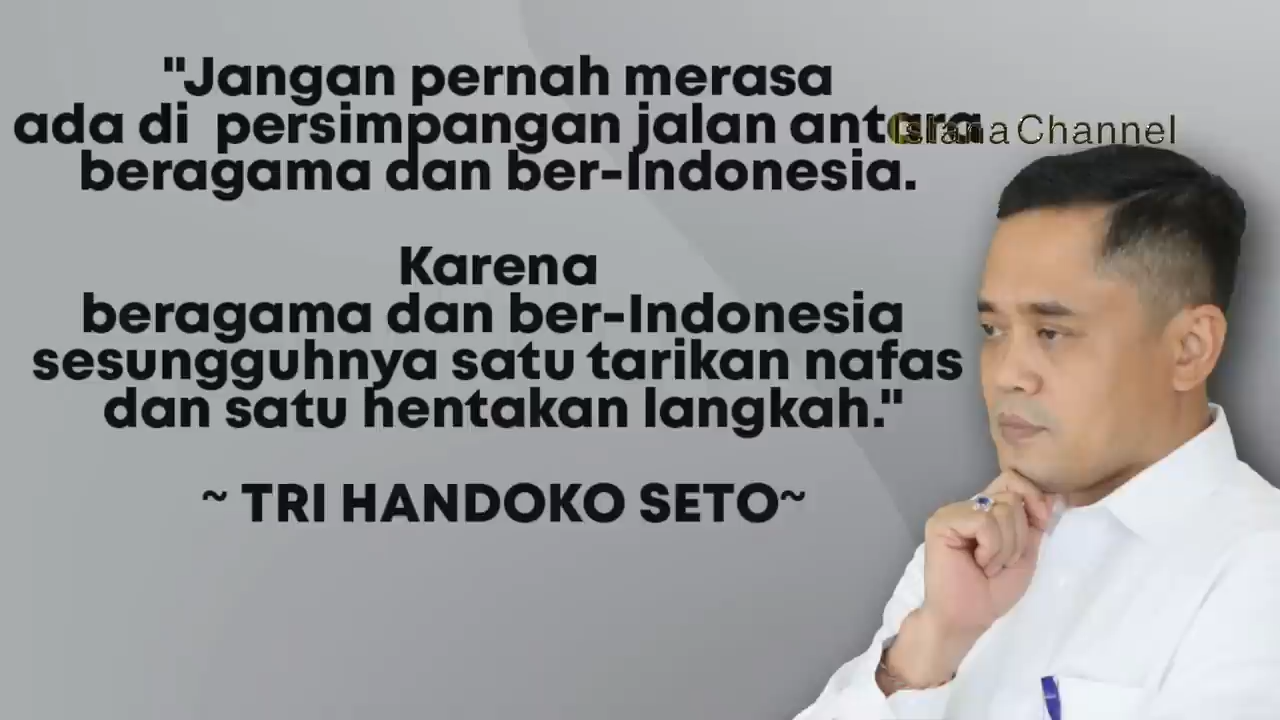 "Jangan pernah merasa
ada di persimpangan jalan antara
beragama dan ber-Indonesia.
Karena
beragama dan ber-Indonesia
sesungguhnya satu tarikan nafas
dan satu hentakan langkah."
~ TRI HANDOKO SETO~
Channel